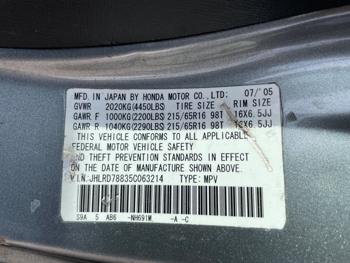 MFD. IN JAPAN BY HONDA MOTOR CO., LTD: 07/'05
GVWR 2020KG(4450LBS) TIRE SIZE RIM SIZE
GAWR F 1000KG(2200LBS) 215/65R16 98T 16X6.5JJ
GAWR R 1040KG(2290LBS) 215/65R16 98T 16X6.5JJ
THIS VEHICLE CONFORMS TO ALL APPLICABLE
FEDERAL MOTOR VEHICLE SAFETY
AND THEFT PREVENTION STANDARDS IN EFFECT
ON THE DATE OF MANUFACTURE SHOWN ABOVE.
V.I.N:JHLRD78835C063214 TYPE: MPV
S9A 5 AB6 -NH691M -A -C